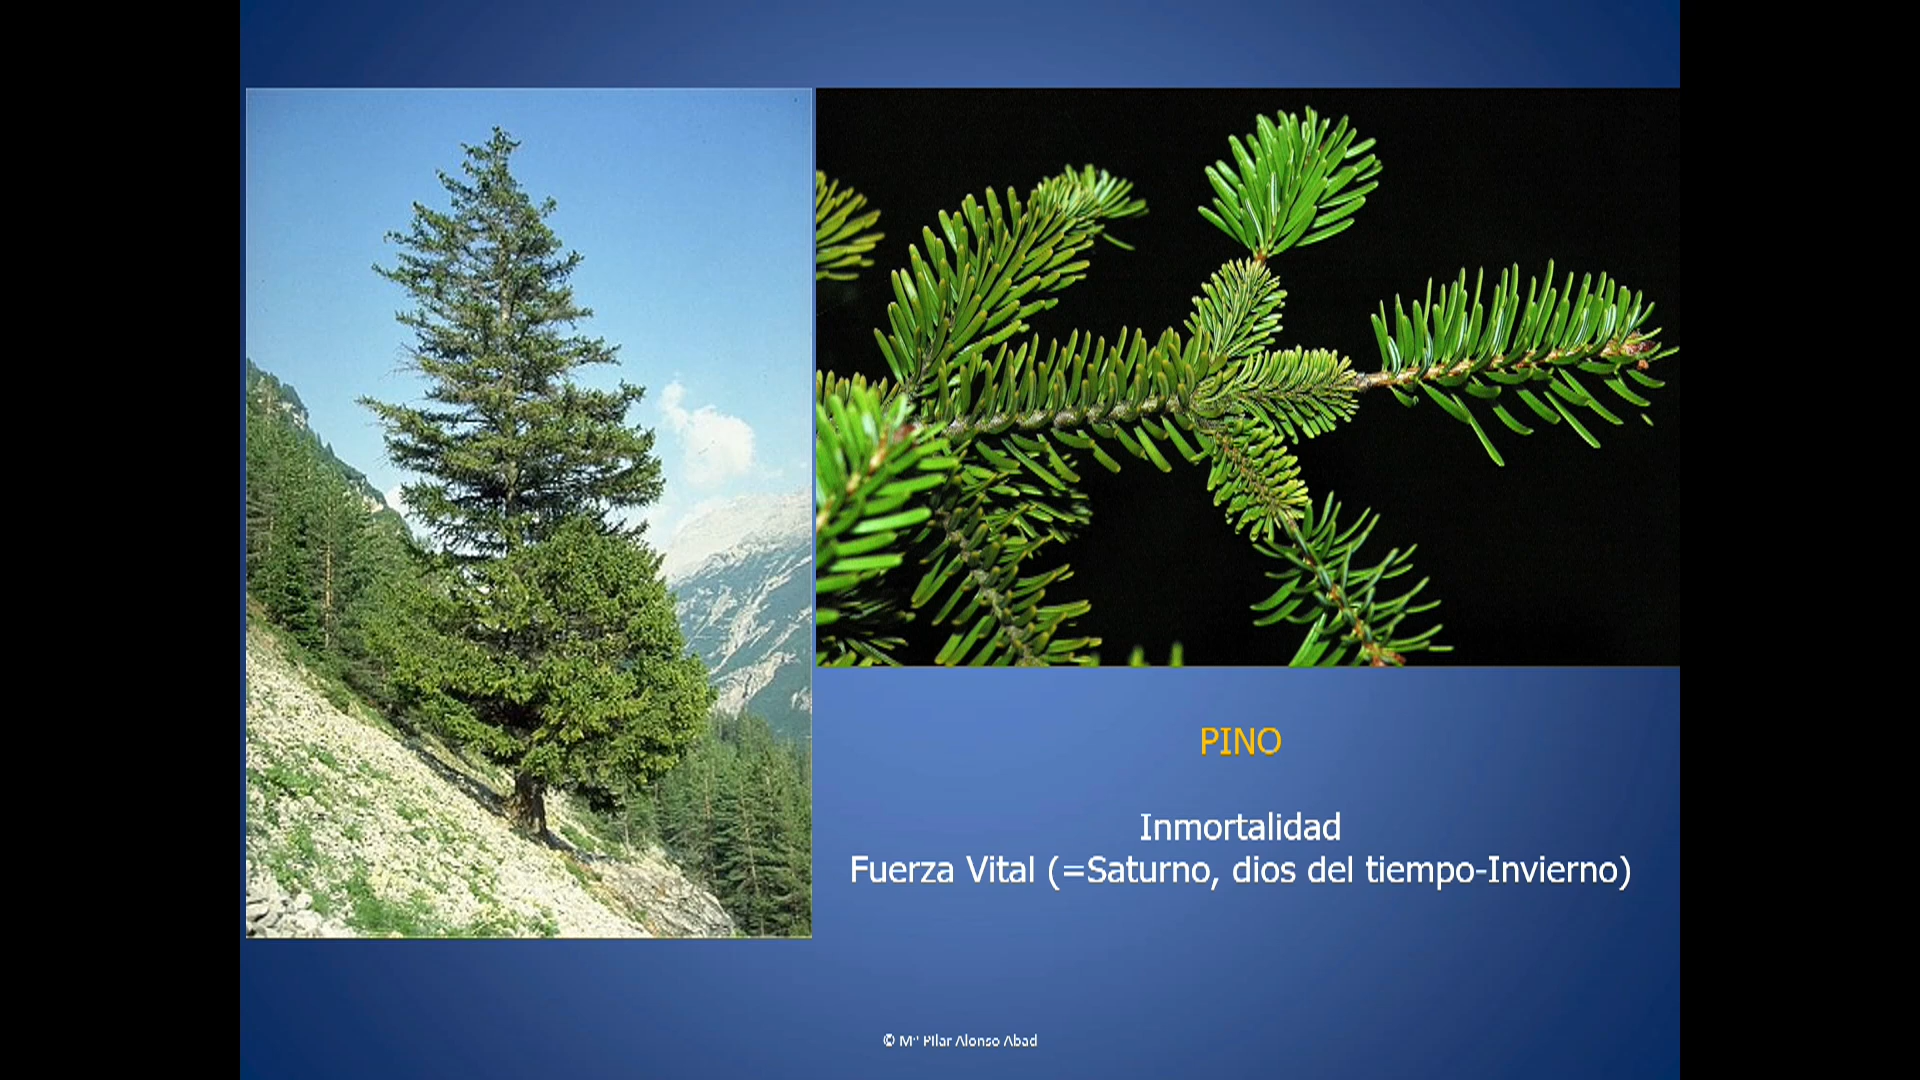 PINO
Inmortalidad
Fuerza Vital (=Saturno, dios del tiempo-Invierno)
© Mª Pilar Alonso Abad